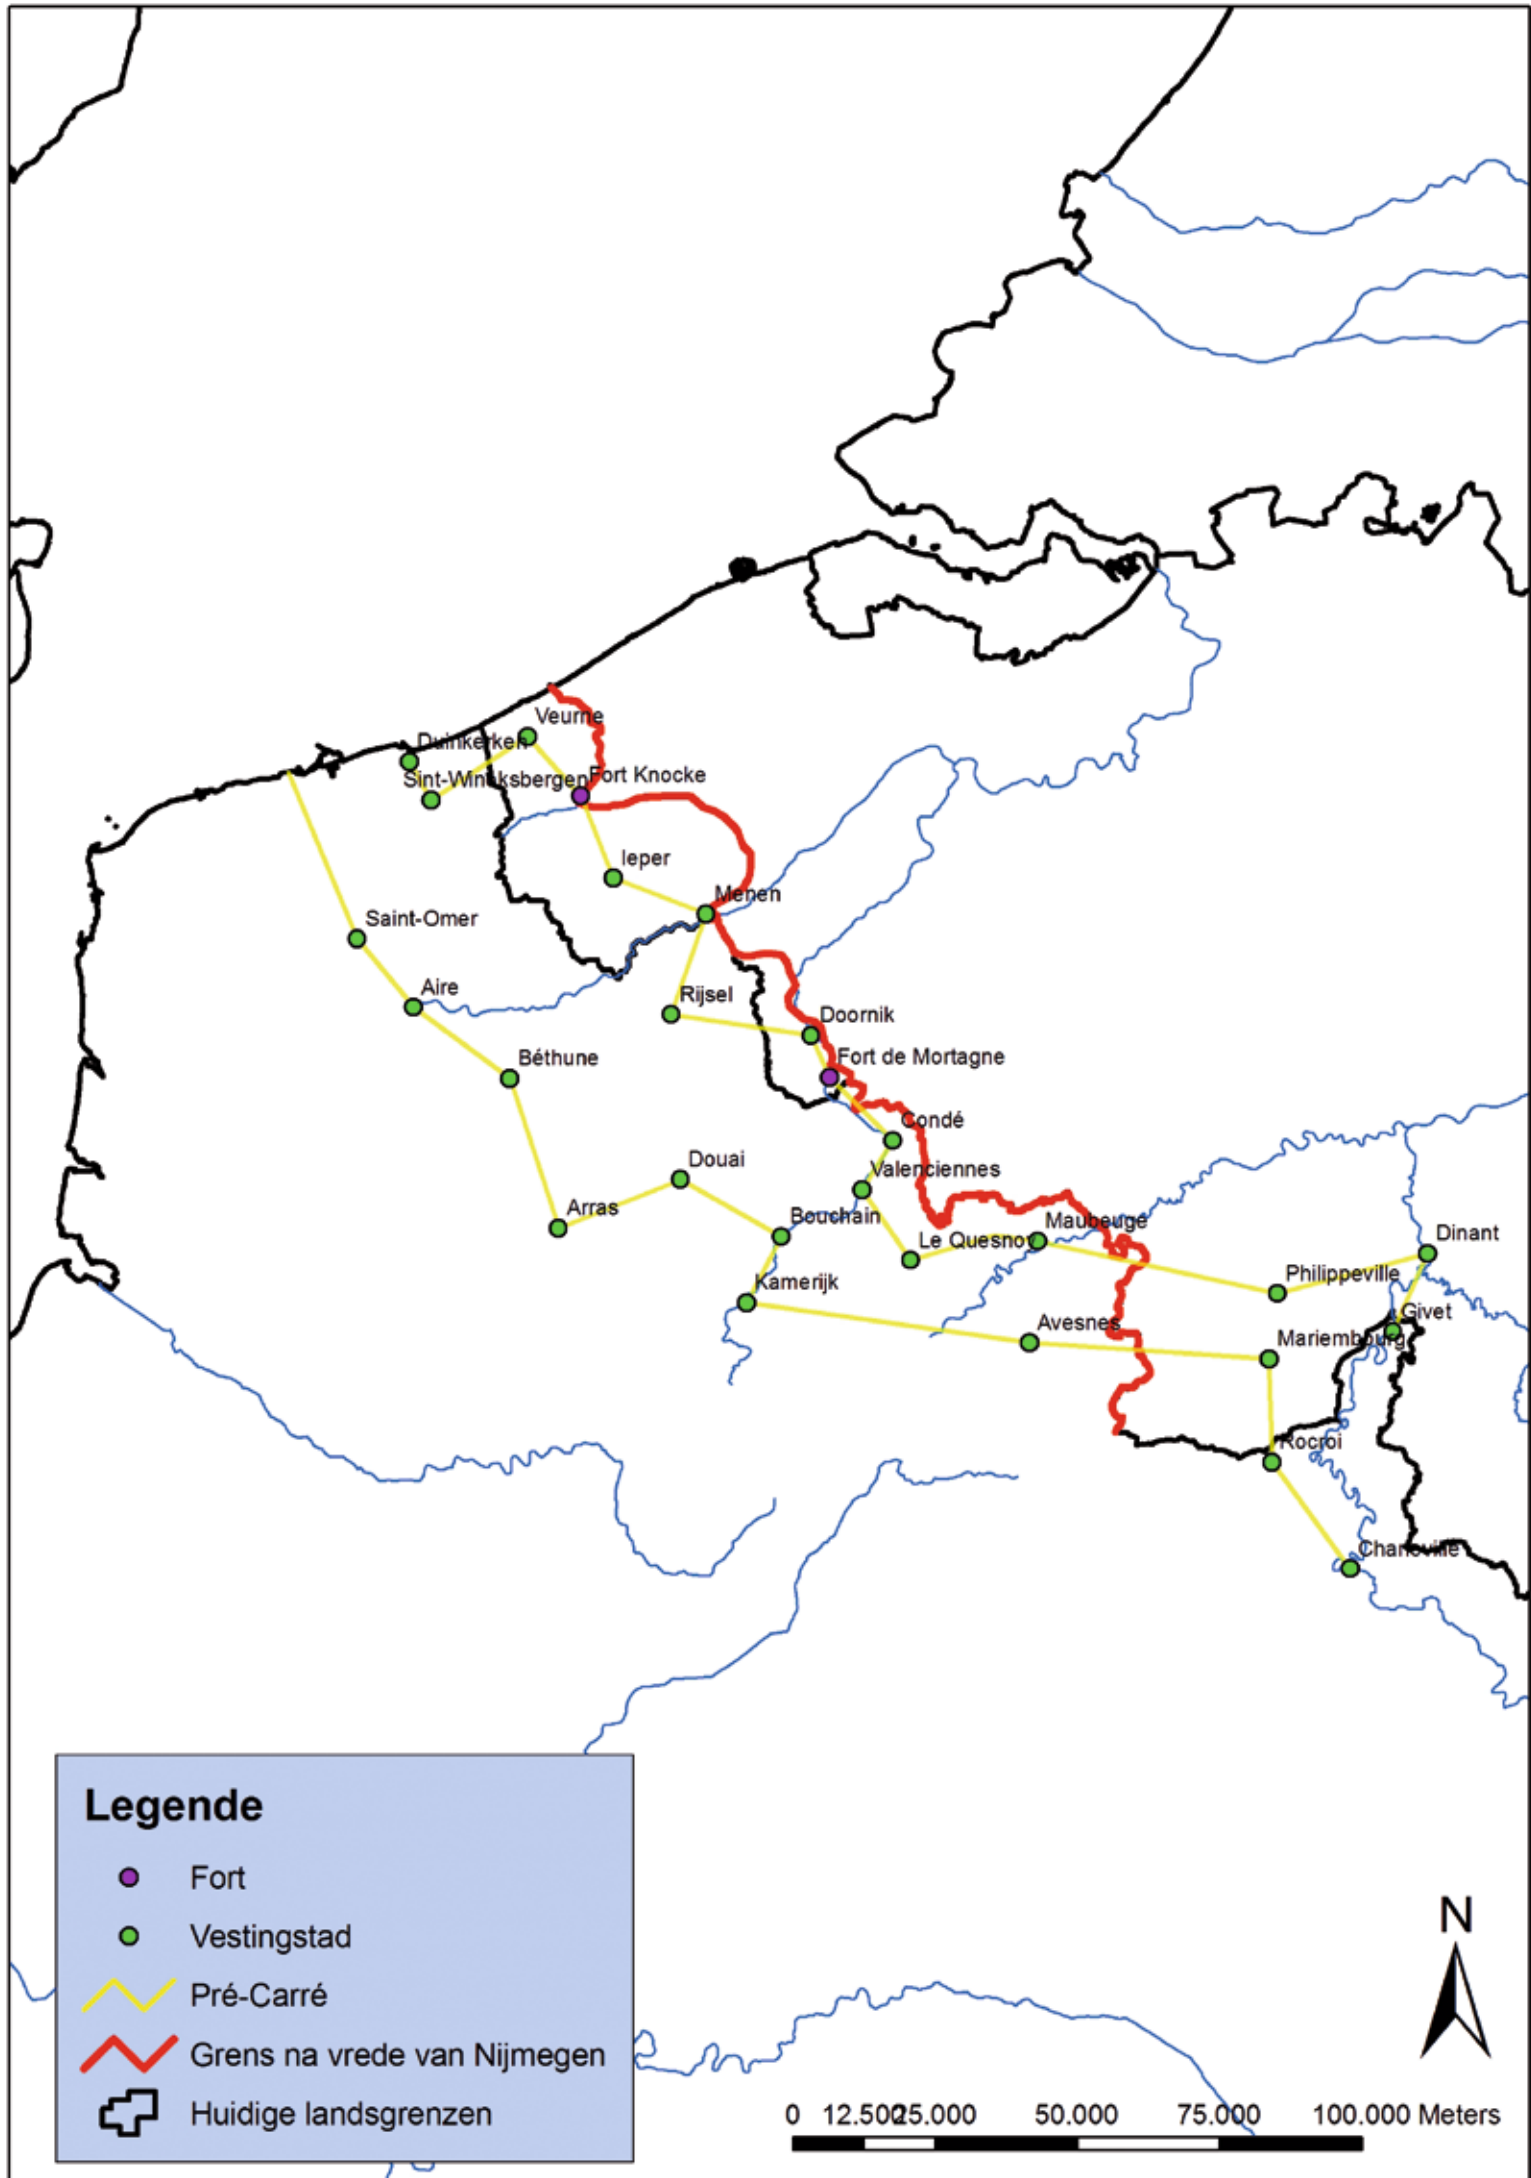 Veurne
Duinkerken
Sint-Winoksbergen
Fort Knocke
Ieper
Menen
Saint-Omer
Aire
Rijsel
Doornik
Béthune
Fort de Mortagne
Condé
Douai
Valenciennes
Arras
Bouchain
Le Quesnoy
Maubeuge
Dinant
Kamerijk
Philippeville
Avesnes
Givet
Mariembourg
Rocroi
Charleville
Legende
Fort
Vestingstad
Pré-Carré
Grens na vrede van Nijmegen
Huidige landsgrenzen
N
0 12.500 25.000 50.000 75.000 100.000 Meters